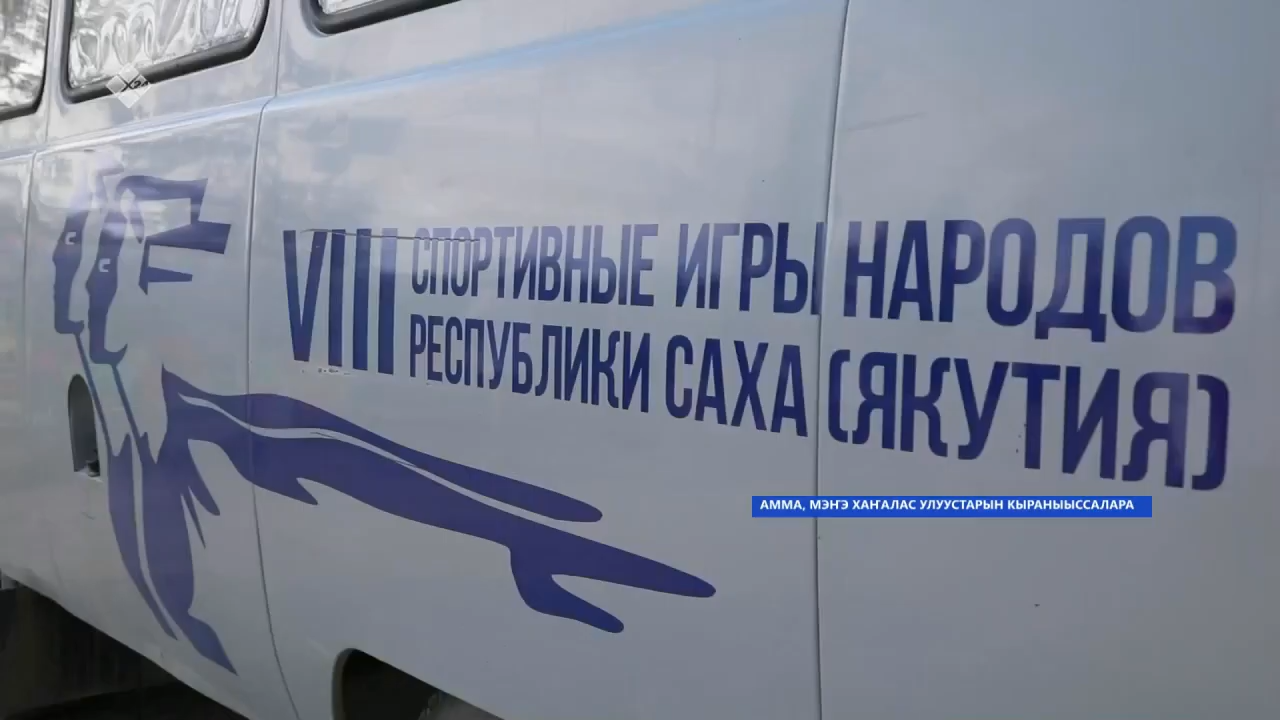 VIII СПОРТИВНЫЕ ИГРЫ НАРОДОВ
РЕСПУБЛИКИ САХА (ЯКУТИЯ)
АММА, МЭҤЭ ХАҤАЛАС УЛУУСТАРЫН КЫРАНЫЫССАЛАРА